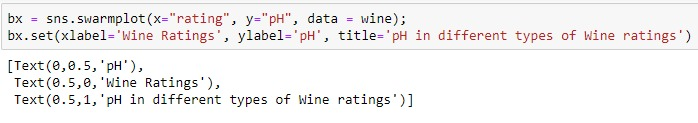 bx = sns.swarmplot(x="rating", y="pH", data = wine);
bx.set(xlabel='Wine Ratings', ylabel='pH', title='pH in different types of Wine ratings')
[Text(0,0.5,'pH'),
 Text(0.5,0,'Wine Ratings'),
 Text(0.5,1,'pH in different types of Wine ratings')]